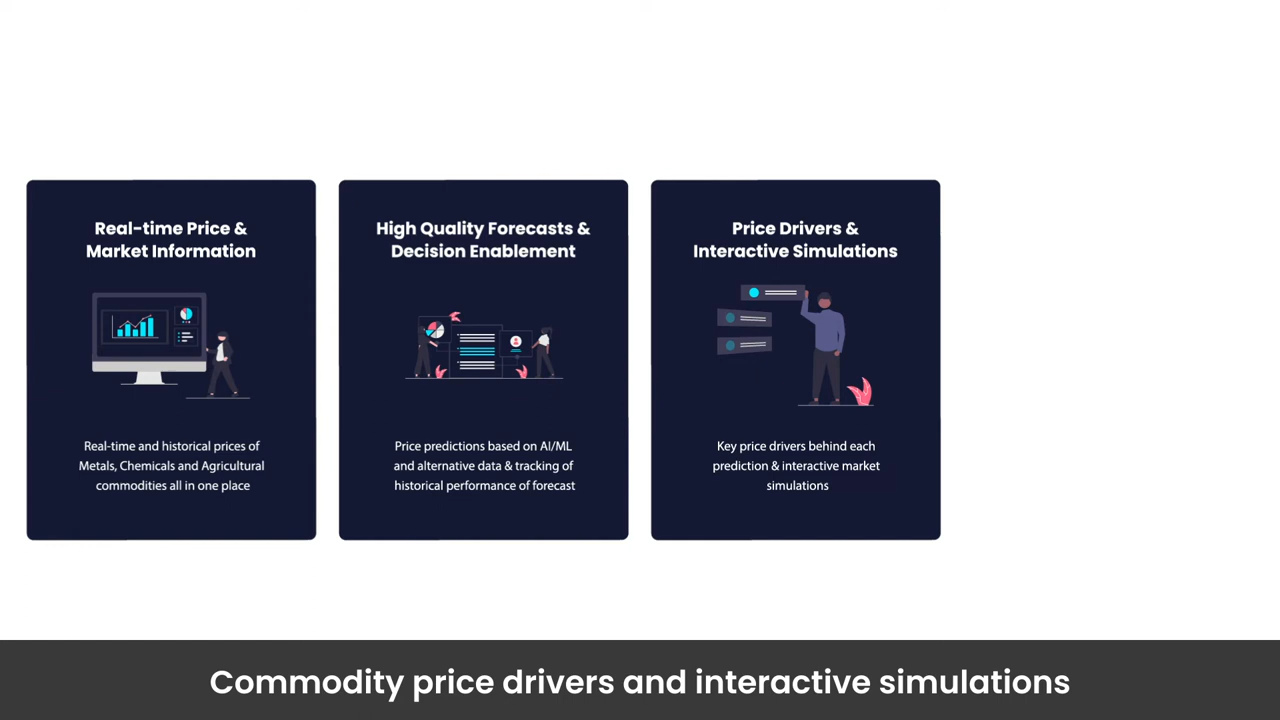 Real-time Price &
Market Information
Real-time and historical prices of
Metals, Chemicals and Agricultural
commodities all in one place
High Quality Forecasts &
Decision Enablement
Price predictions based on AI/ML
and alternative data & tracking of
historical performance of forecast
Price Drivers &
Interactive Simulations
Key price drivers behind each
prediction & interactive market
simulations
Commodity price drivers and interactive simulations